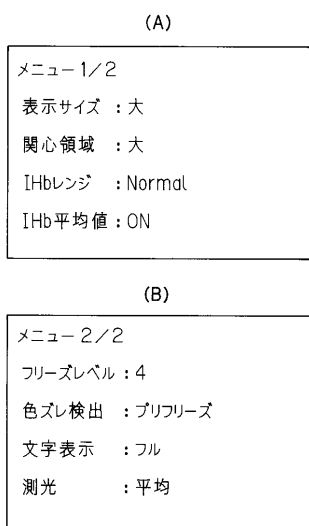 (A)
メニュー1/2
表示サイズ :大
関心領域 :大
IHbレンジ :Normal
IHb平均値:ON
(B)
メニュー2/2
フリーズレベル:4
色ズレ検出 :プリフリーズ
文字表示 :フル
測光 :平均